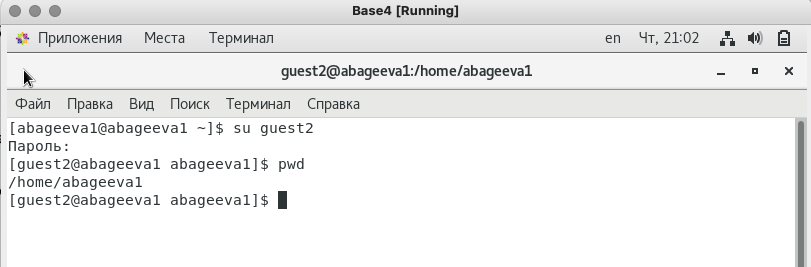 Base4 [Running]
Приложения Места Терминал en Чт, 21:02
guest2@abageeva1:/home/abageeva1
Файл Правка Вид Поиск Терминал Справка
[abageeva1@abageeva1 ~]$ su guest2
Пароль:
[guest2@abageeva1 abageeva1]$ pwd
/home/abageeva1
[guest2@abageeva1 abageeva1]$